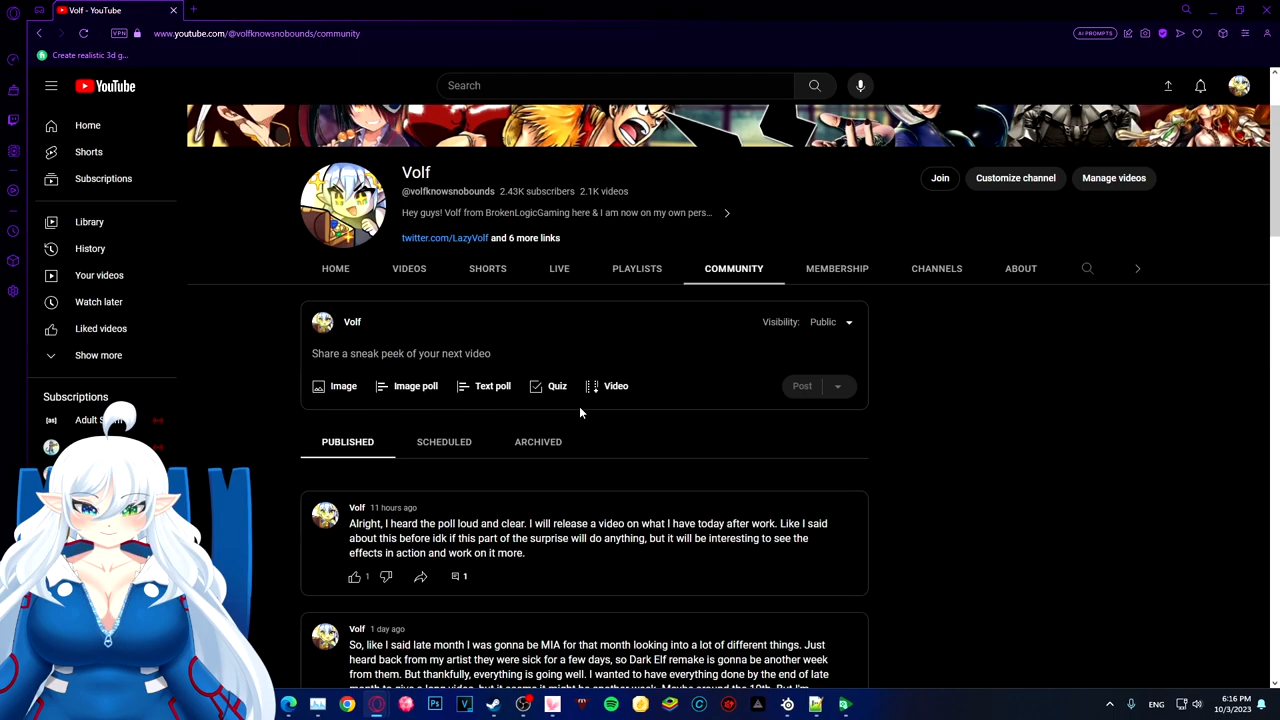 Volf - YouTube
VPN
www.youtube.com/@volfknowsnobounds/community
AI PROMPTS
Create realistic 3d g...
YouTube
Search
Home
Shorts
Subscriptions
Library
History
Your videos
Watch later
Liked videos
Show more
Subscriptions
Adult
Volf
@volfknowsnobounds 2.43K subscribers 2.1K videos
Hey guys! Volf from BrokenLogicGaming here & I am now on my own pers...
twitter.com/LazyVolf and 6 more links
Join
Customize channel
Manage videos
HOME VIDEOS SHORTS LIVE PLAYLISTS COMMUNITY MEMBERSHIP CHANNELS ABOUT
Volf
Visibility: Public
Share a sneak peek of your next video
Image Image poll Text poll Quiz Video
Post
PUBLISHED SCHEDULED ARCHIVED
Volf 11 hours ago
Alright, I heard the poll loud and clear. I will release a video on what I have today after work. Like I said
about this before idk if this part of the surprise will do anything, but it will be interesting to see the
effects in action and work on it more.
1 1
Volf 1 day ago
So, like I said late month I was gonna be MIA for that month looking into a lot of different things. Just
heard back from my artist they were sick for a few days, so Dark Elf remake is gonna be another week
from them. But thankfully, everything is going well. I wanted to have everything done by the end of late
ENG
6:16 PM
10/3/2023